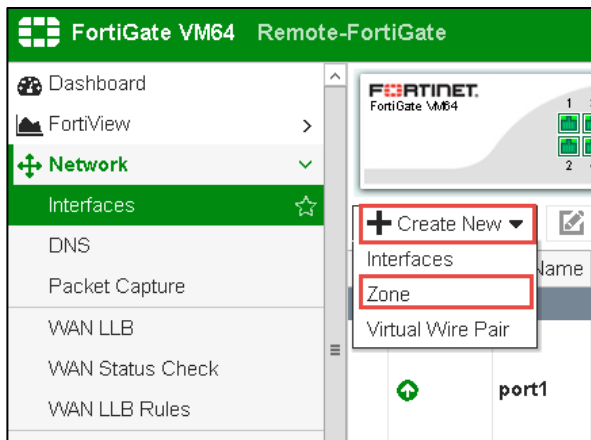 FortiGate VM64 Remote-FortiGate
Dashboard
FortiView
Network
Interfaces
DNS
Packet Capture
WAN LLB
WAN Status Check
WAN LLB Rules
FORTINET.
FortiGate VM64
1
2
Create New
Interfaces
Zone
Virtual Wire Pair
Name
port1